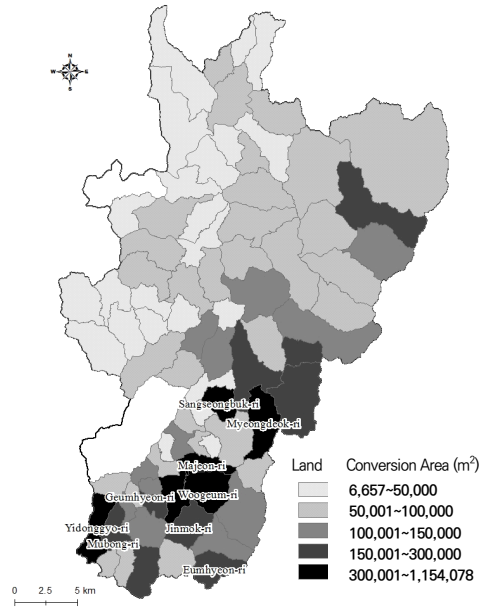 N
W E
S
Sangseongbuk-ri
Myeongdeok-ri
Majeon-ri
Geumhyeon-ri Woogeum-ri
Yidonggyo-ri Jinmok-ri
Mubong-ri
Eumhyeon-ri
Land Conversion Area (m²)
6,657~50,000
50,001~100,000
100,001~150,000
150,001~300,000
300,001~1,154,078
0 2.5 5 km